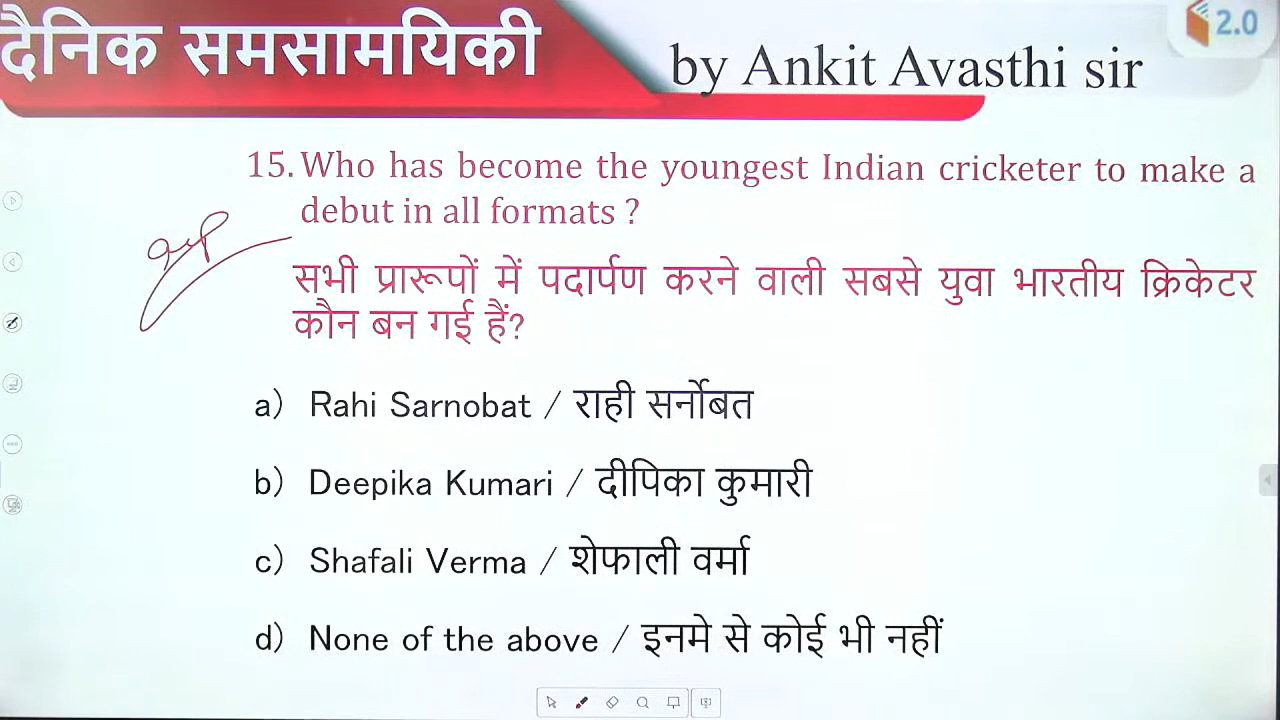 दैनिक समसामयिकी
by Ankit Avasthi sir
2.0
15. Who has become the youngest Indian cricketer to make a
debut in all formats ?
सभी प्रारूपों में पदार्पण करने वाली सबसे युवा भारतीय क्रिकेटर
कौन बन गई हैं?
a) Rahi Sarnobat / राही सर्नोबत
b) Deepika Kumari / दीपिका कुमारी
c) Shafali Verma / शेफाली वर्मा
d) None of the above / इनमे से कोई भी नहीं